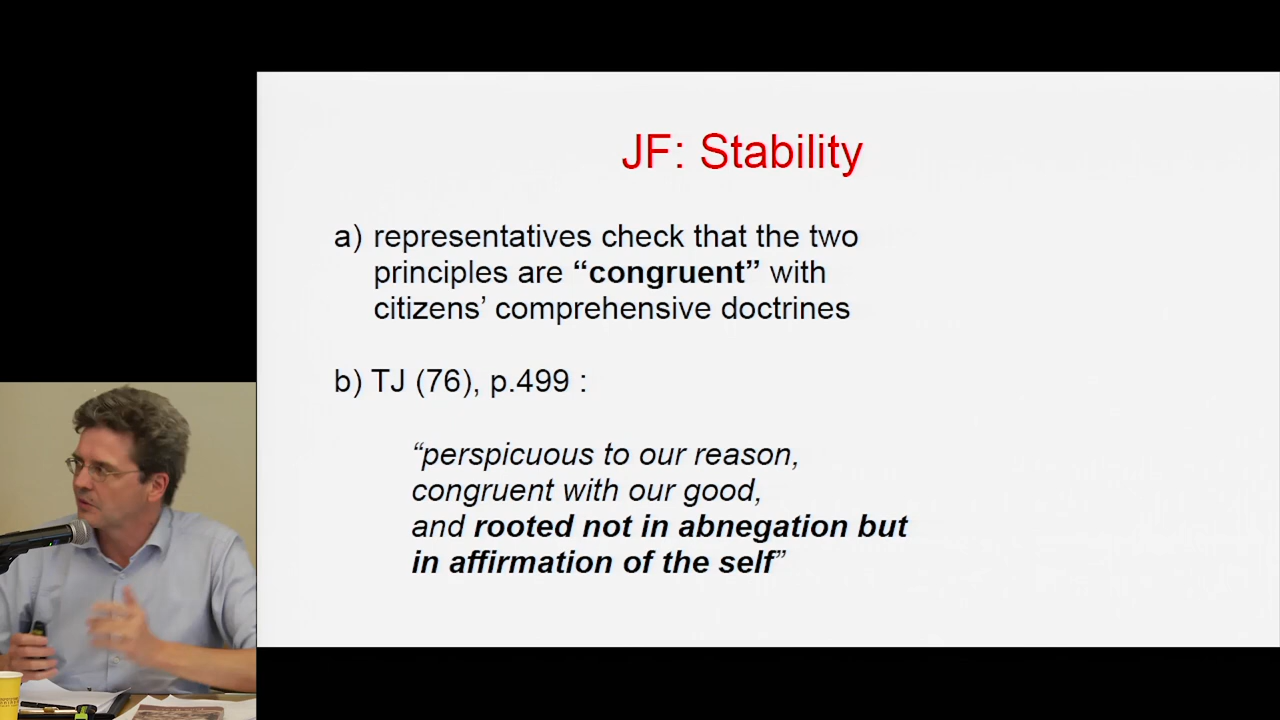 JF: Stability
a) representatives check that the two
principles are “congruent” with
citizens’ comprehensive doctrines
b) TJ (76), p.499 :
“perspicuous to our reason,
congruent with our good,
and rooted not in abnegation but
in affirmation of the self”